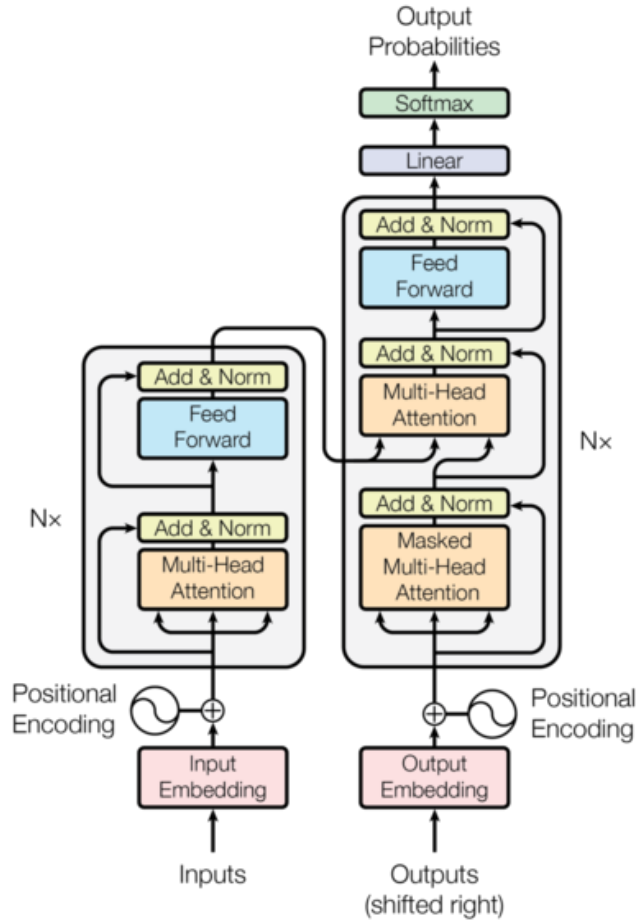 Output
Probabilities
Softmax
Linear
Add & Norm
Feed
Forward
Add & Norm
Multi-Head
Attention
Add & Norm
Masked
Multi-Head
Attention
N×
Add & Norm
Feed
Forward
Add & Norm
Multi-Head
Attention
N×
Positional
Encoding
Positional
Encoding
Input
Embedding
Output
Embedding
Inputs
Outputs
(shifted right)